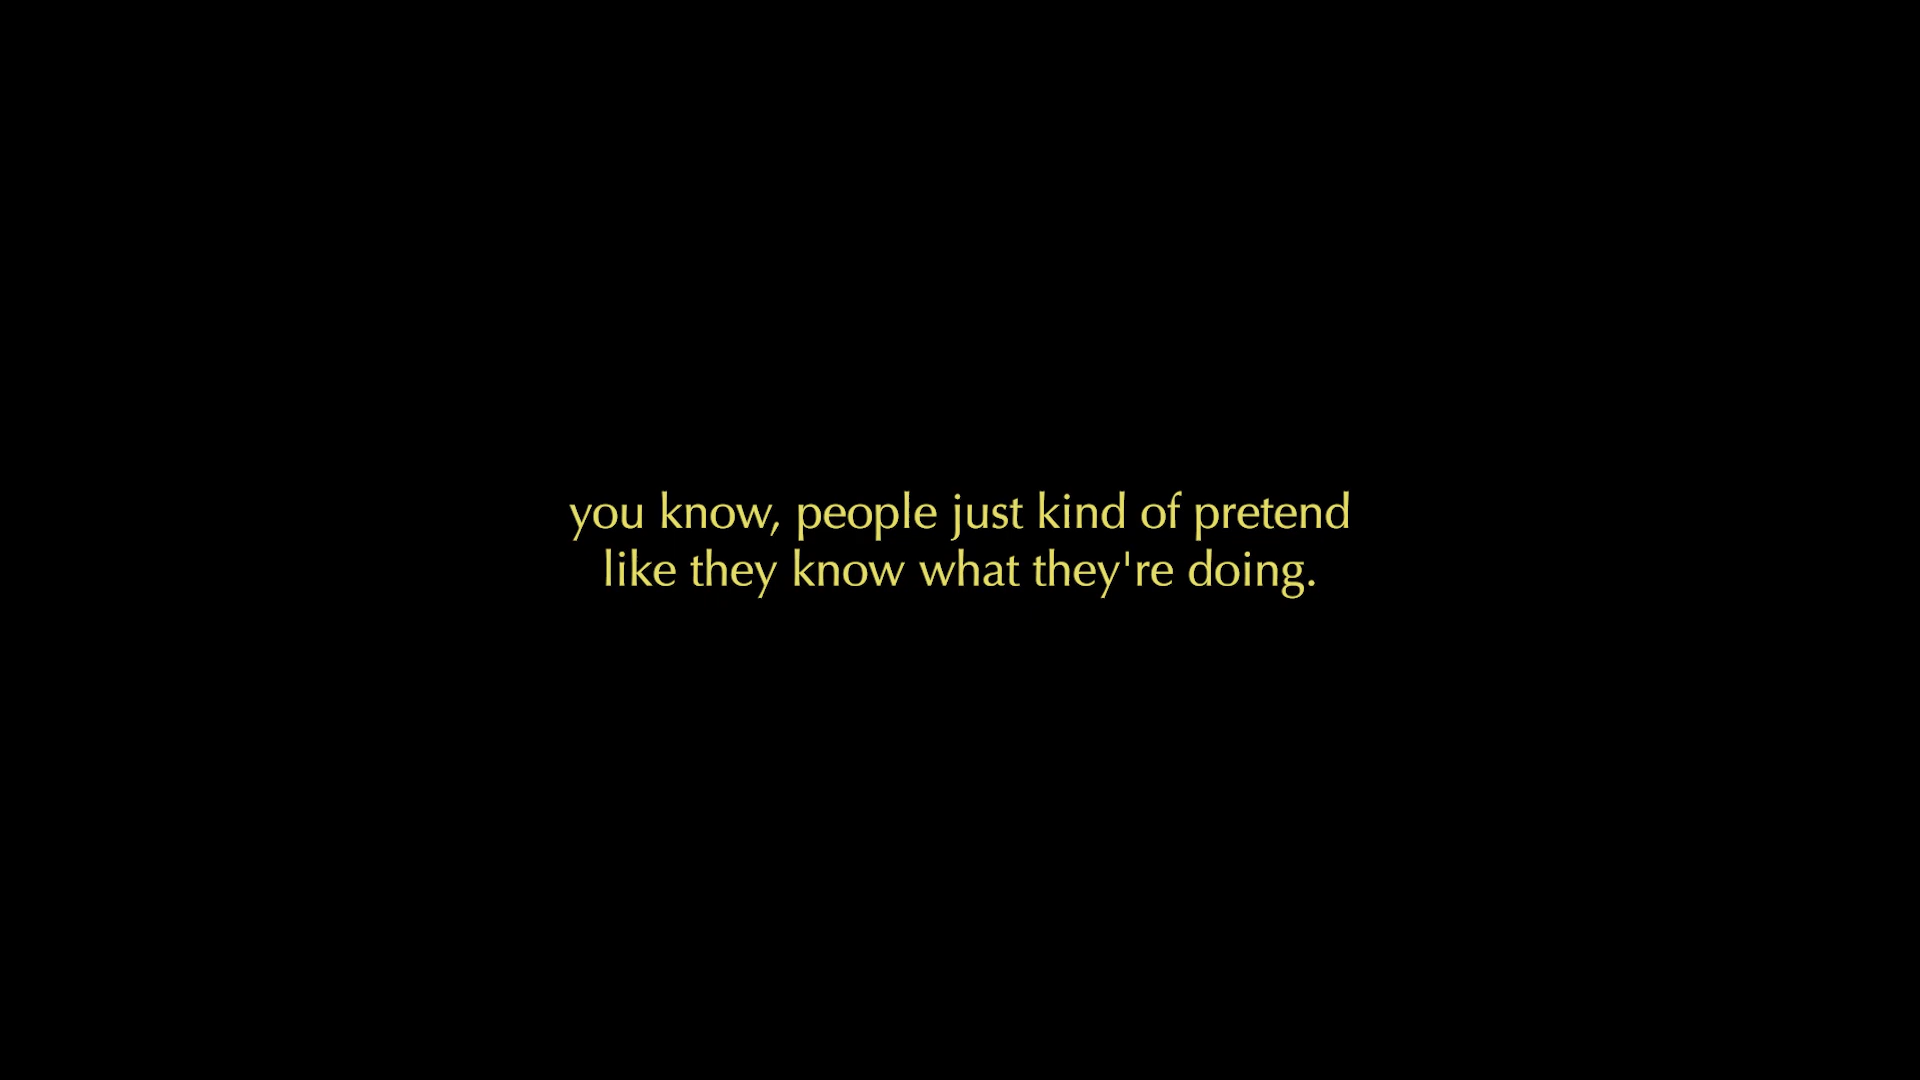 you know, people just kind of pretend
like they know what they're doing.